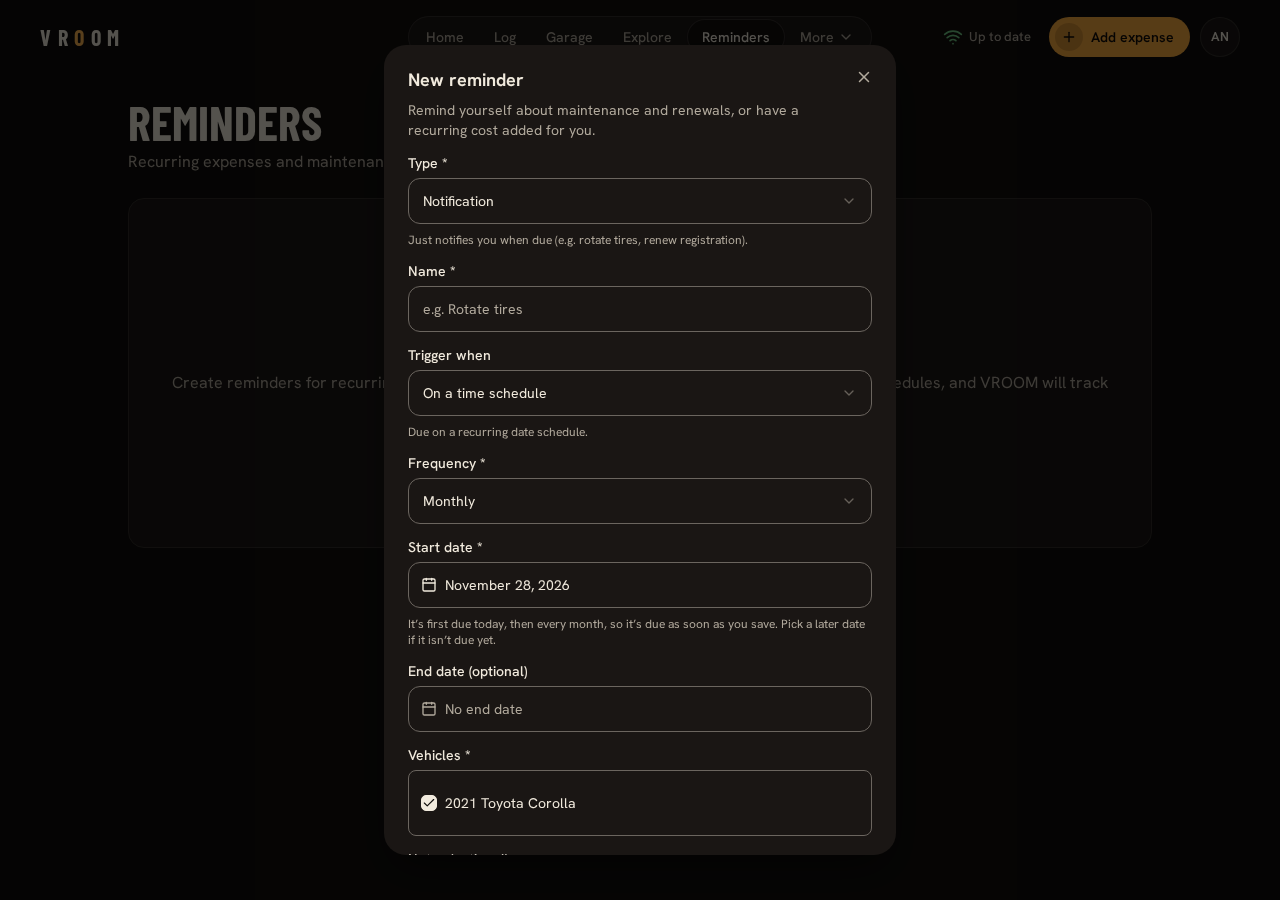 VROOM
Home
Log
Garage
Explore
Reminders
More
Up to date
Add expense
AN
REMINDERS
Recurring expenses and maintenan
Create reminders for recurri
edules, and VROOM will track
New reminder
Remind yourself about maintenance and renewals, or have a
recurring cost added for you.
Type *
Notification
Just notifies you when due (e.g. rotate tires, renew registration).
Name *
e.g. Rotate tires
Trigger when
On a time schedule
Due on a recurring date schedule.
Frequency *
Monthly
Start date *
November 28, 2026
It's first due today, then every month, so it's due as soon as you save. Pick a later date
if it isn't due yet.
End date (optional)
No end date
Vehicles *
2021 Toyota Corolla